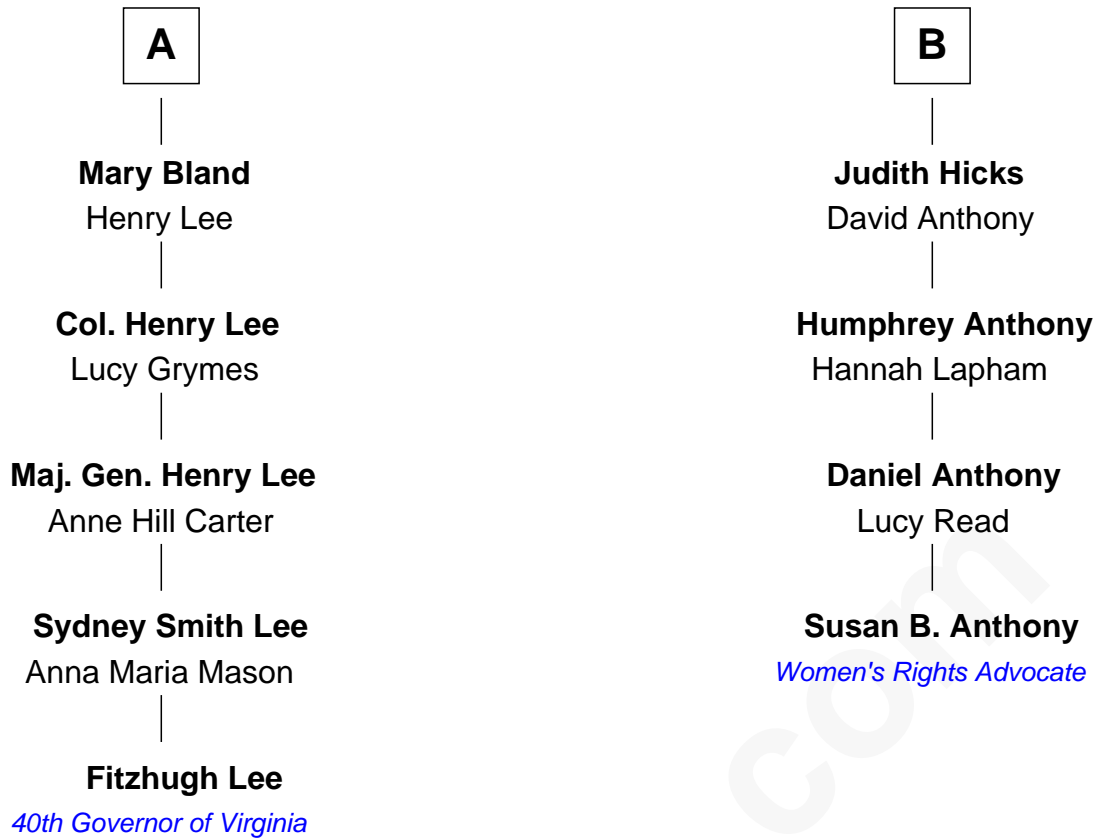 A
Mary Bland
Henry Lee
Col. Henry Lee
Lucy Grymes
Maj. Gen. Henry Lee
Anne Hill Carter
Sydney Smith Lee
Anna Maria Mason
Fitzhugh Lee
40th Governor of Virginia
B
Judith Hicks
David Anthony
Humphrey Anthony
Hannah Lapham
Daniel Anthony
Lucy Read
Susan B. Anthony
Women's Rights Advocate
com